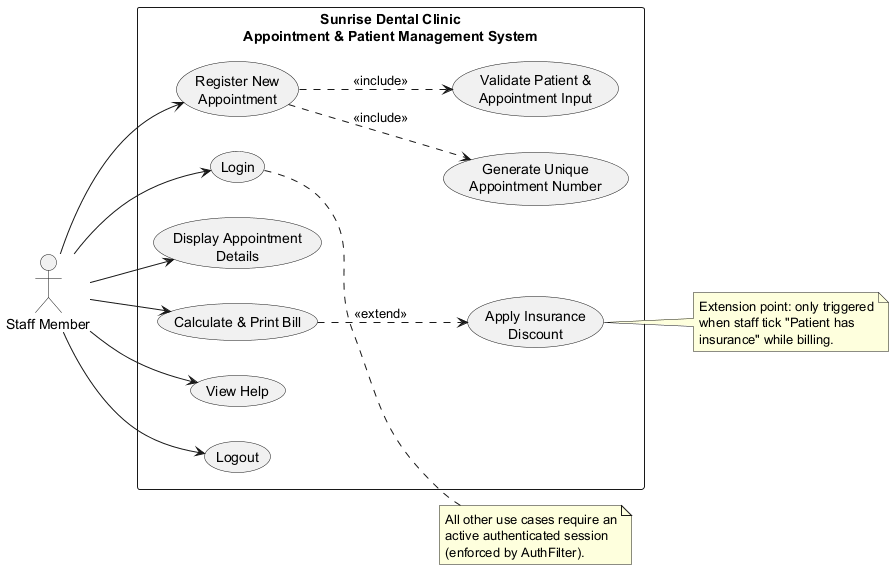 Sunrise Dental Clinic
Appointment & Patient Management System
Register New
Appointment
«include»
Validate Patient &
Appointment Input
«include»
Generate Unique
Appointment Number
Login
Display Appointment
Details
Staff Member
Calculate & Print Bill
«extend»
Apply Insurance
Discount
Extension point: only triggered
when staff tick "Patient has
insurance" while billing.
View Help
Logout
All other use cases require an
active authenticated session
(enforced by AuthFilter).